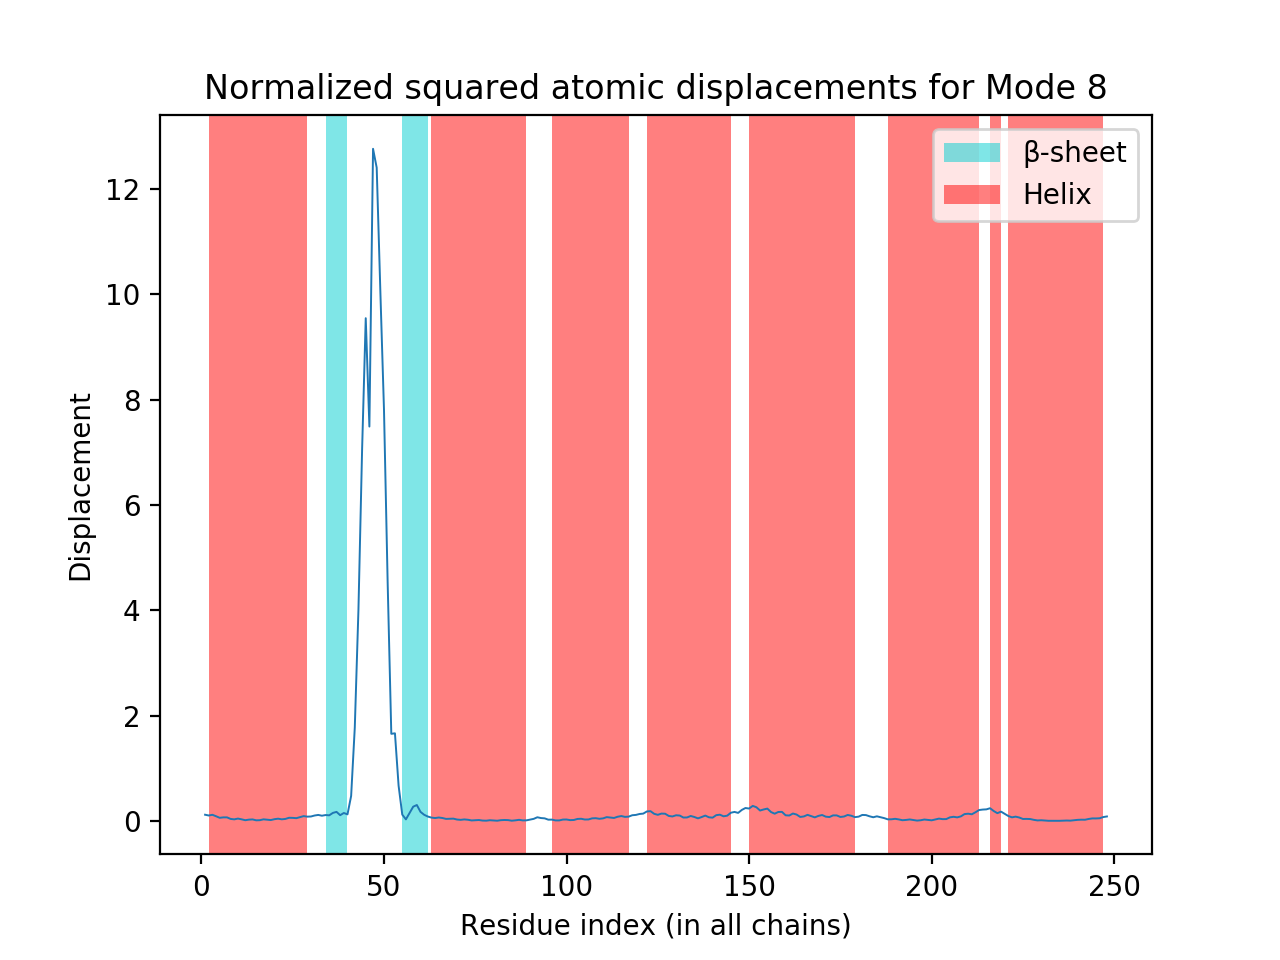 Normalized squared atomic displacements for Mode 8
β-sheet
Helix
12
10
8
6
4
2
0
Displacement
0 50 100 150 200 250
Residue index (in all chains)